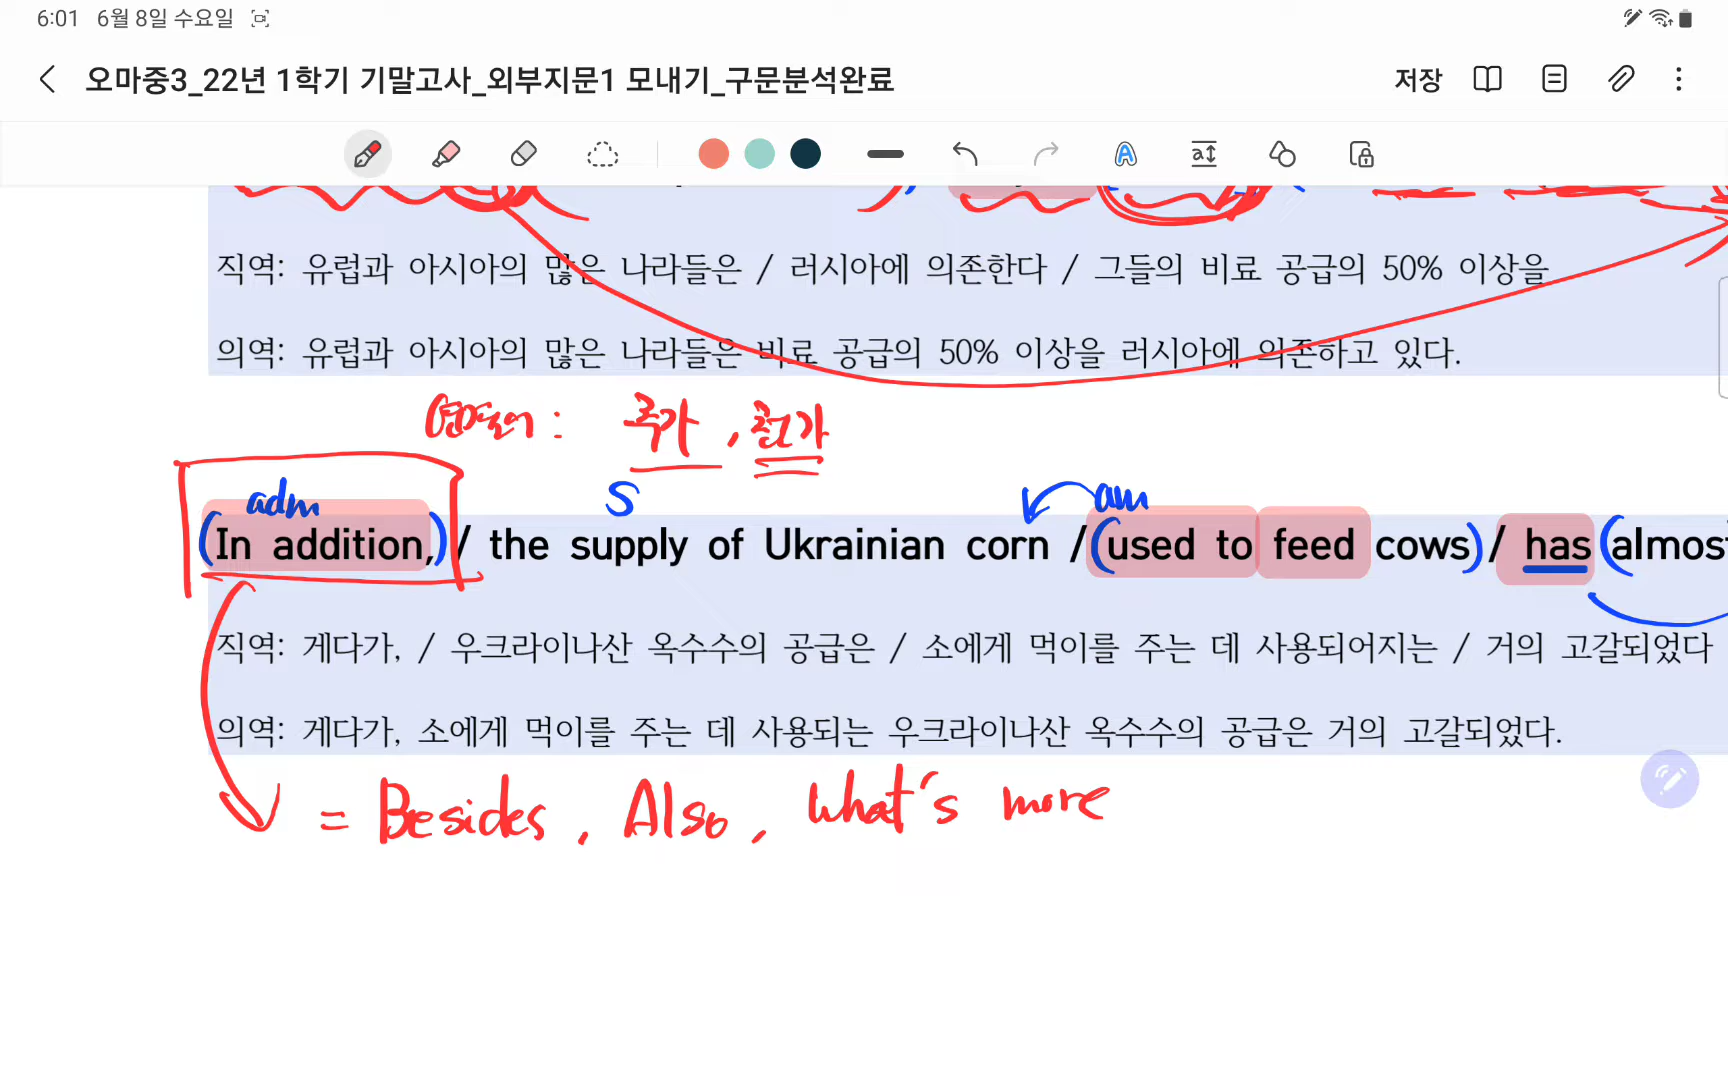 6:01 6월 8일 수요일
오마중3_22년 1학기 기말고사_외부지문1 모내기_구문분석완료
저장
직역: 유럽과 아시아의 많은 나라들은 / 러시아에 의존한다 / 그들의 비료 공급의 50% 이상을
의역: 유럽과 아시아의 많은 나라들은 비료 공급의 50% 이상을 러시아에 의존하고 있다.
연결어 : 추가, 첨가
adm S am
(In addition,) / the supply of Ukrainian corn / (used to feed cows) / has (almost
직역: 게다가, / 우크라이나산 옥수수의 공급은 / 소에게 먹이를 주는 데 사용되어지는 / 거의 고갈되었다
의역: 게다가, 소에게 먹이를 주는 데 사용되는 우크라이나산 옥수수의 공급은 거의 고갈되었다.
= Besides, Also, What's more